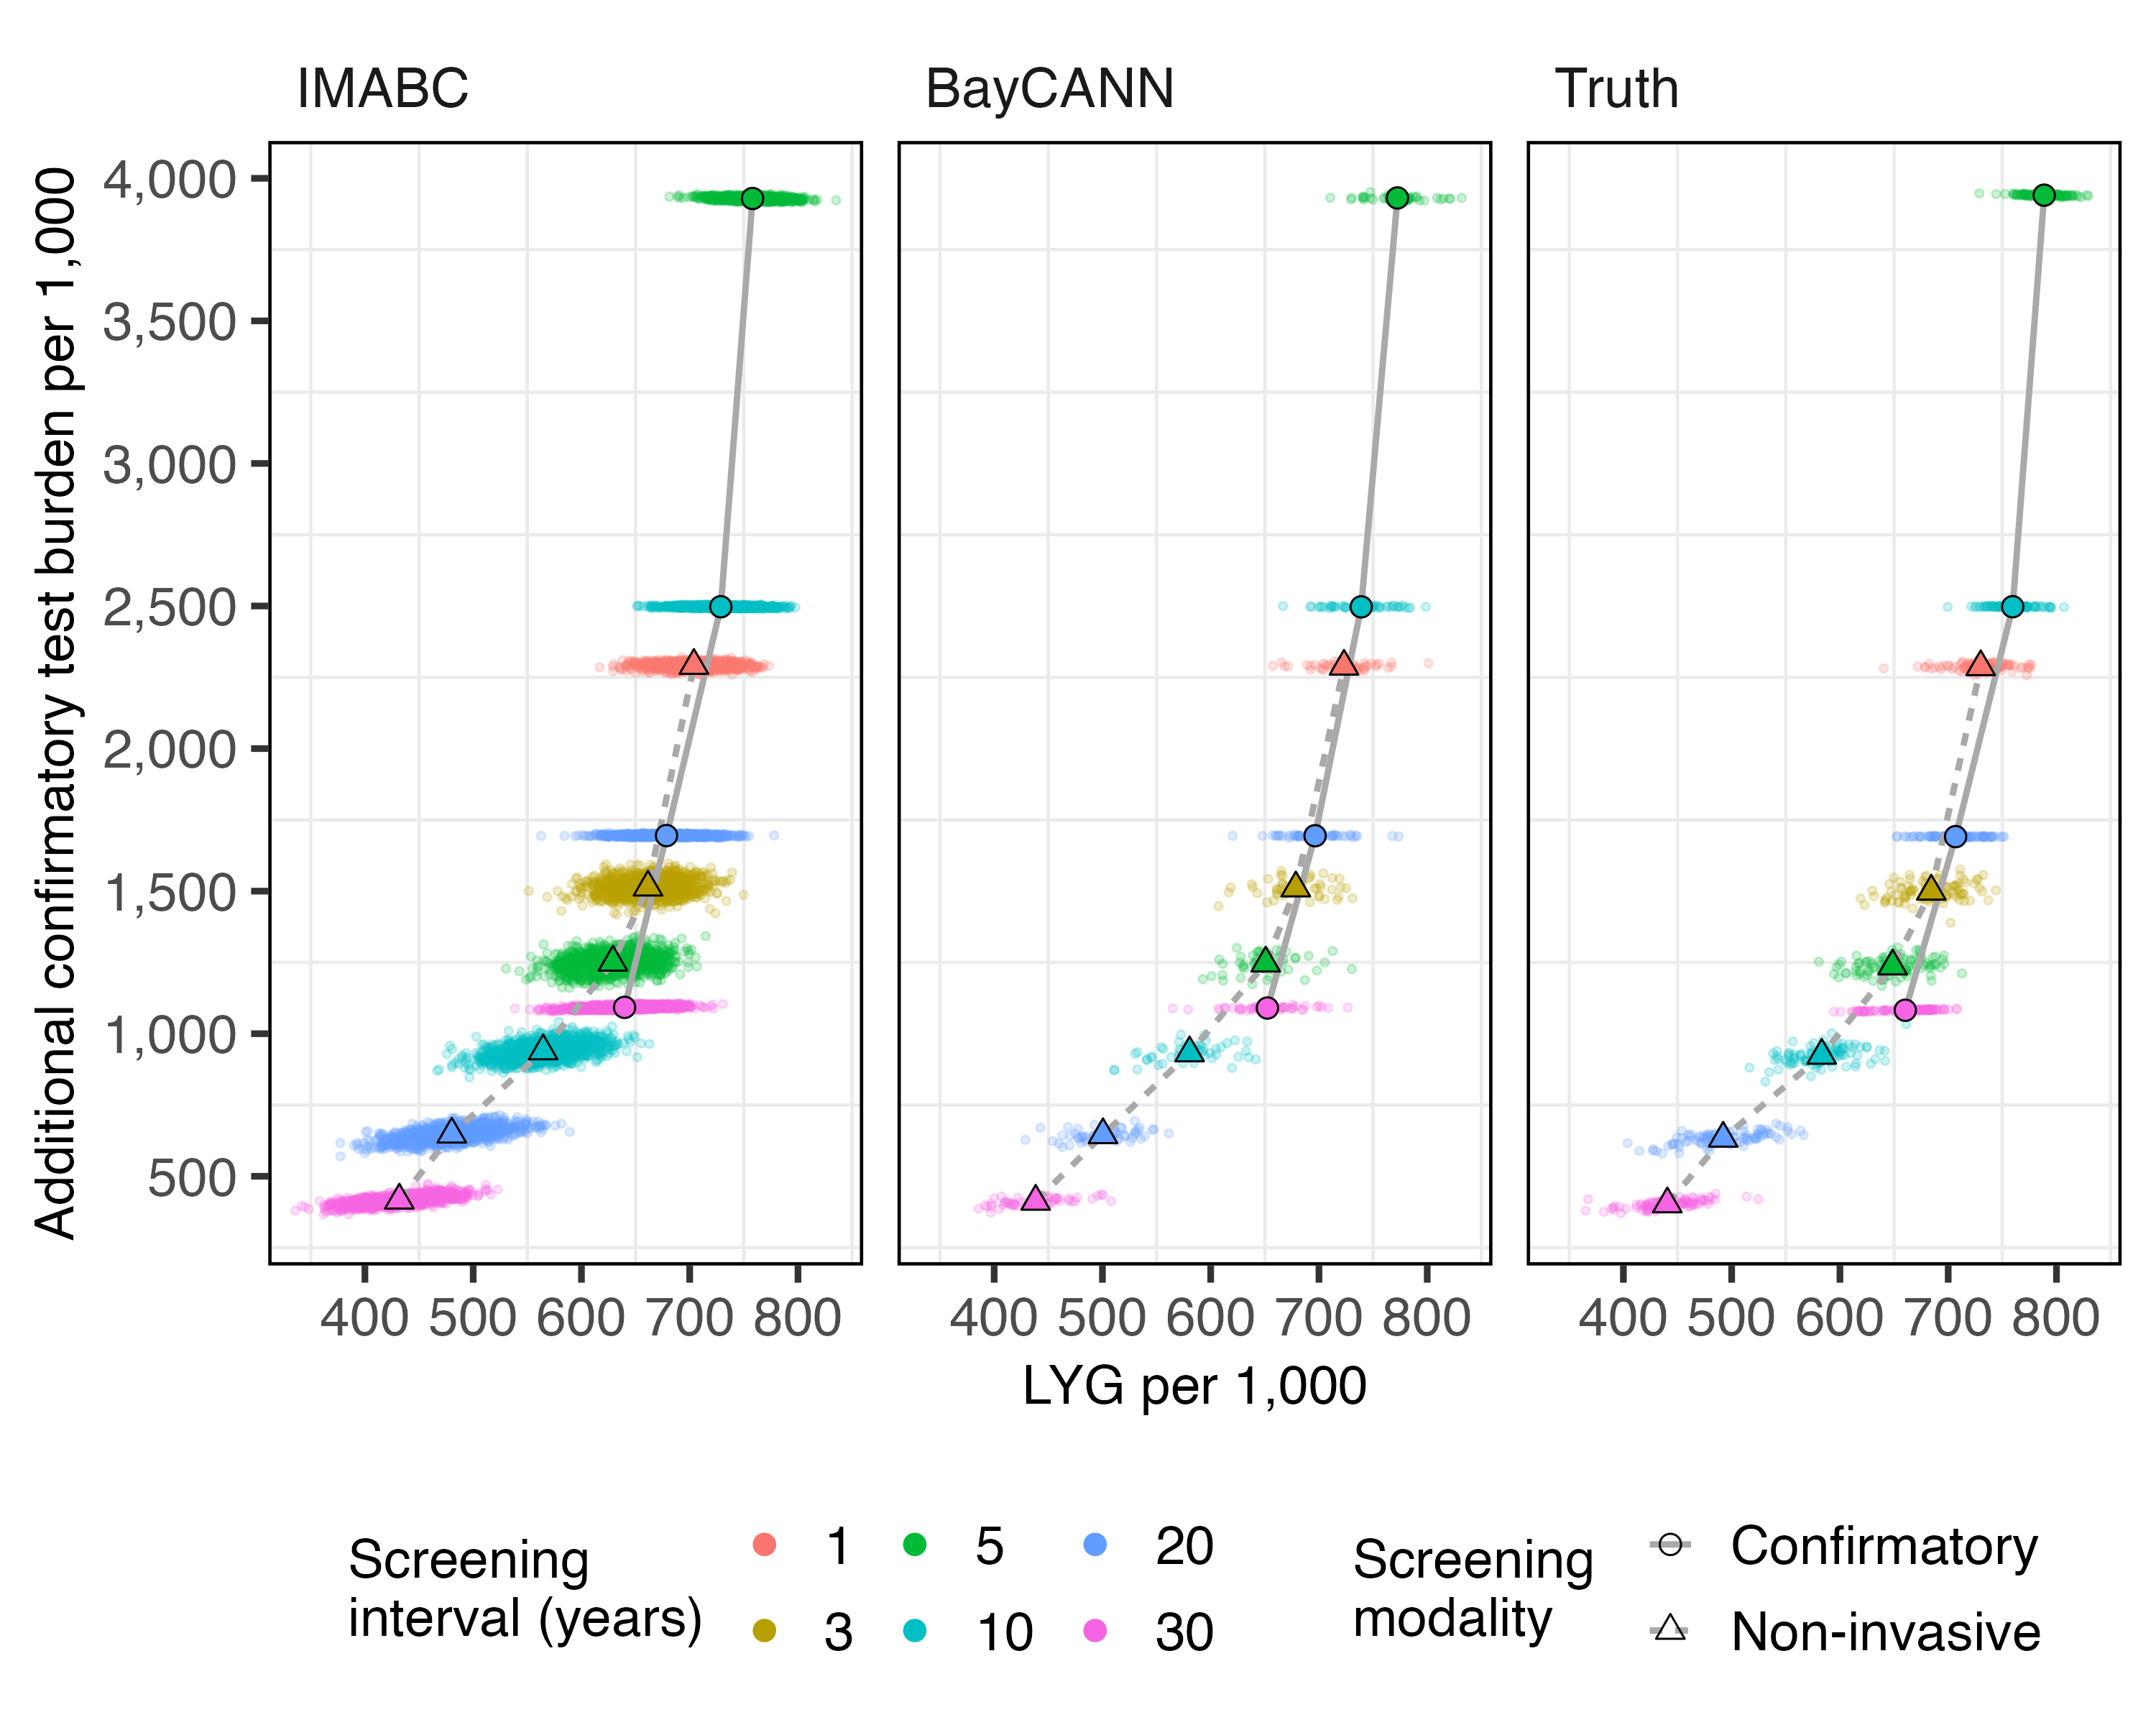 IMABC
BayCANN
Truth
Additional confirmatory test burden per 1,000
4,000
3,500
3,000
2,500
2,000
1,500
1,000
500
400 500 600 700 800
400 500 600 700 800
400 500 600 700 800
LYG per 1,000
Screening
interval (years)
1 5 20
3 10 30
Screening
modality
Confirmatory
Non-invasive